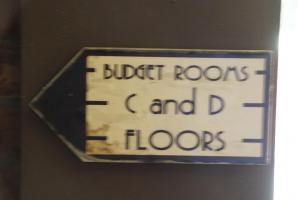 BUDGET ROOMS
C and D
FLOORS